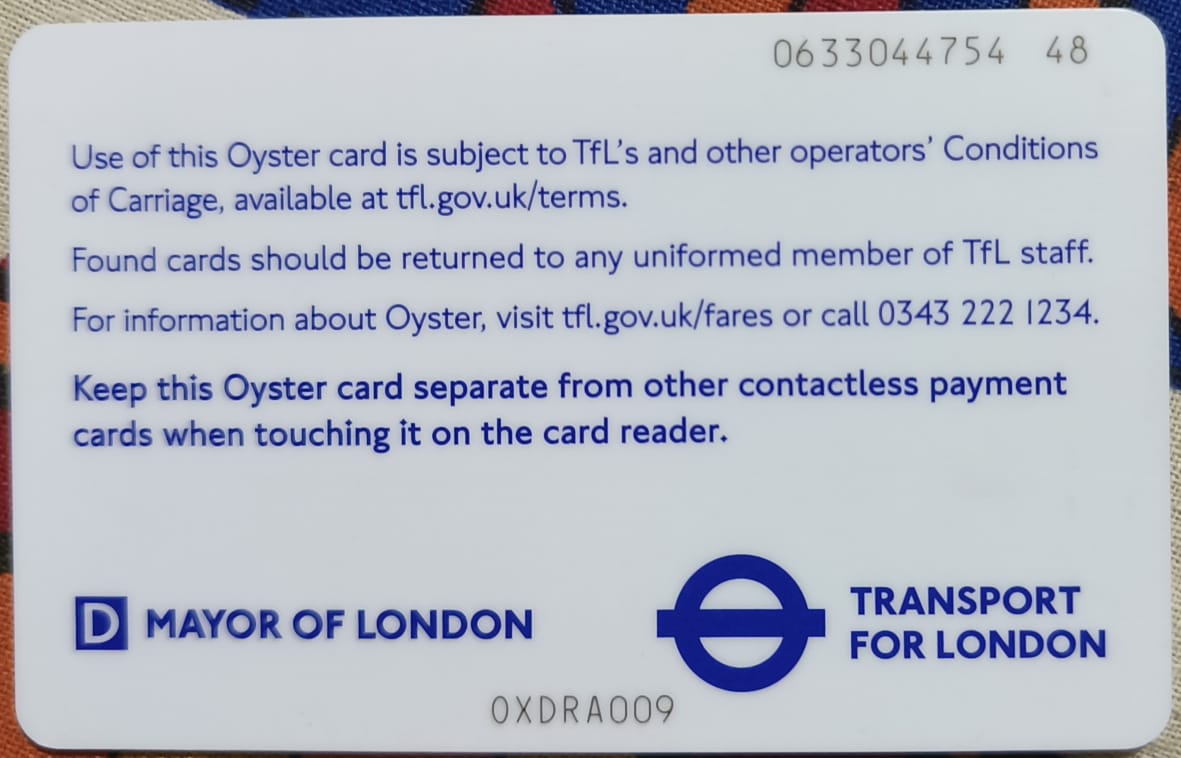 0633044754 48
Use of this Oyster card is subject to TfL's and other operators' Conditions
of Carriage, available at tfl.gov.uk/terms.
Found cards should be returned to any uniformed member of TfL staff.
For information about Oyster, visit tfl.gov.uk/fares or call 0343 222 1234.
Keep this Oyster card separate from other contactless payment
cards when touching it on the card reader.
D MAYOR OF LONDON
TRANSPORT
FOR LONDON
0XDRA009